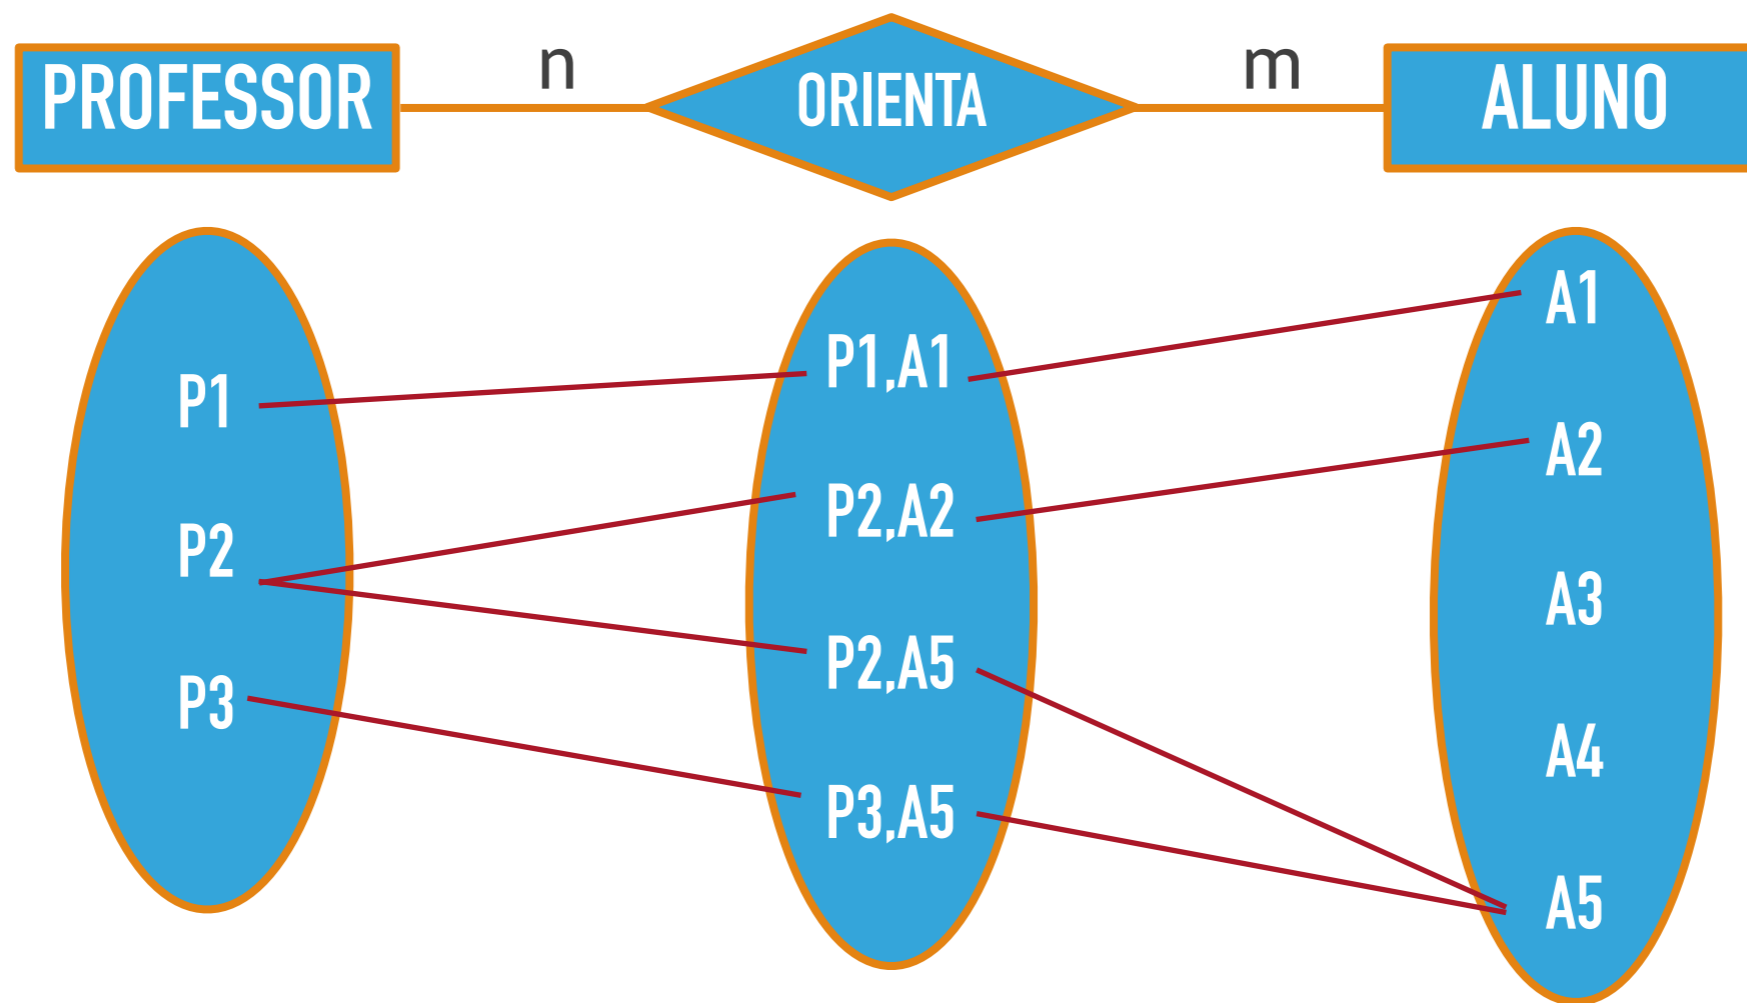 PROFESSOR n ORIENTA m ALUNO
P1
P2
P3
P1,A1
P2,A2
P2,A5
P3,A5
A1
A2
A3
A4
A5